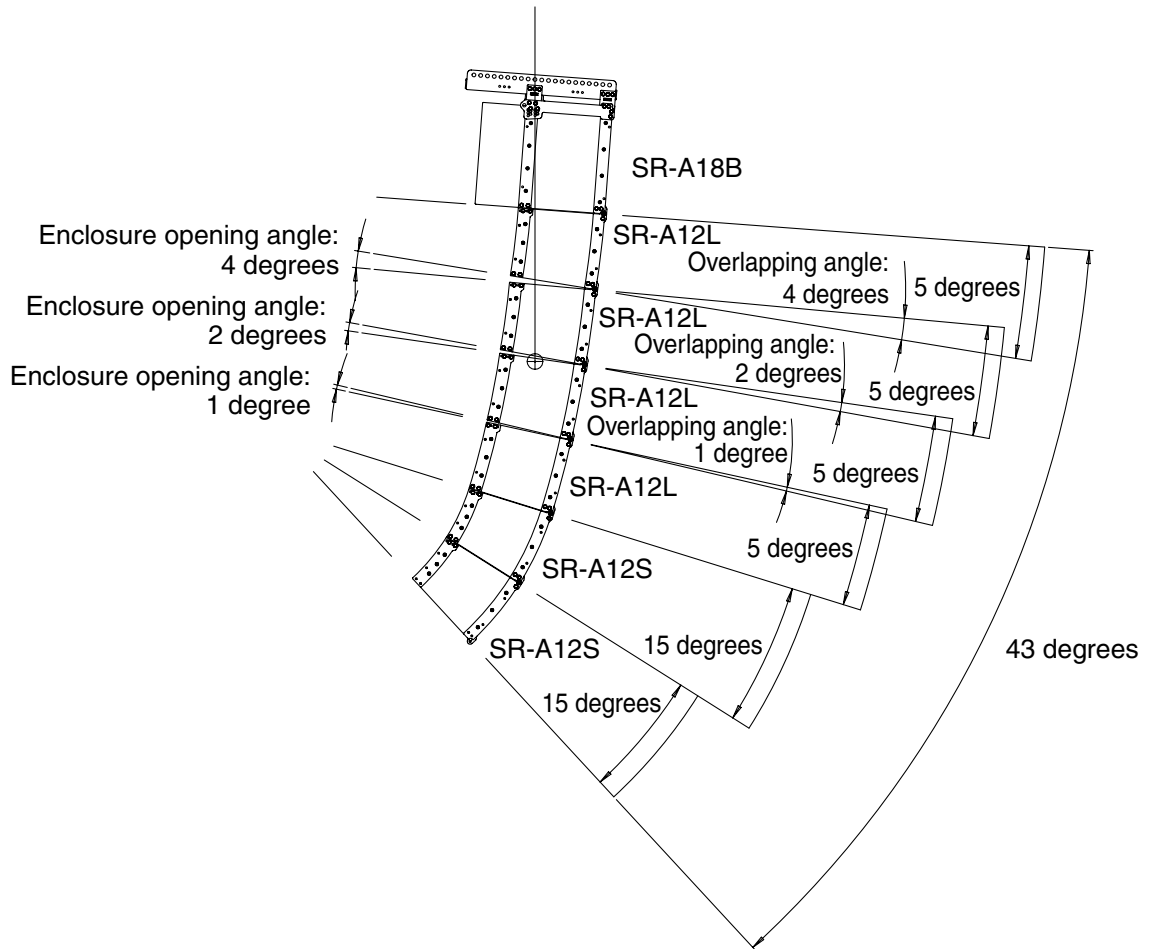 SR-A18B
SR-A12L
Enclosure opening angle:
4 degrees
Overlapping angle:
4 degrees
5 degrees
Enclosure opening angle:
2 degrees
SR-A12L
Overlapping angle:
2 degrees
5 degrees
Enclosure opening angle:
1 degree
SR-A12L
Overlapping angle:
1 degree
5 degrees
SR-A12L
5 degrees
SR-A12S
15 degrees
SR-A12S
15 degrees
43 degrees